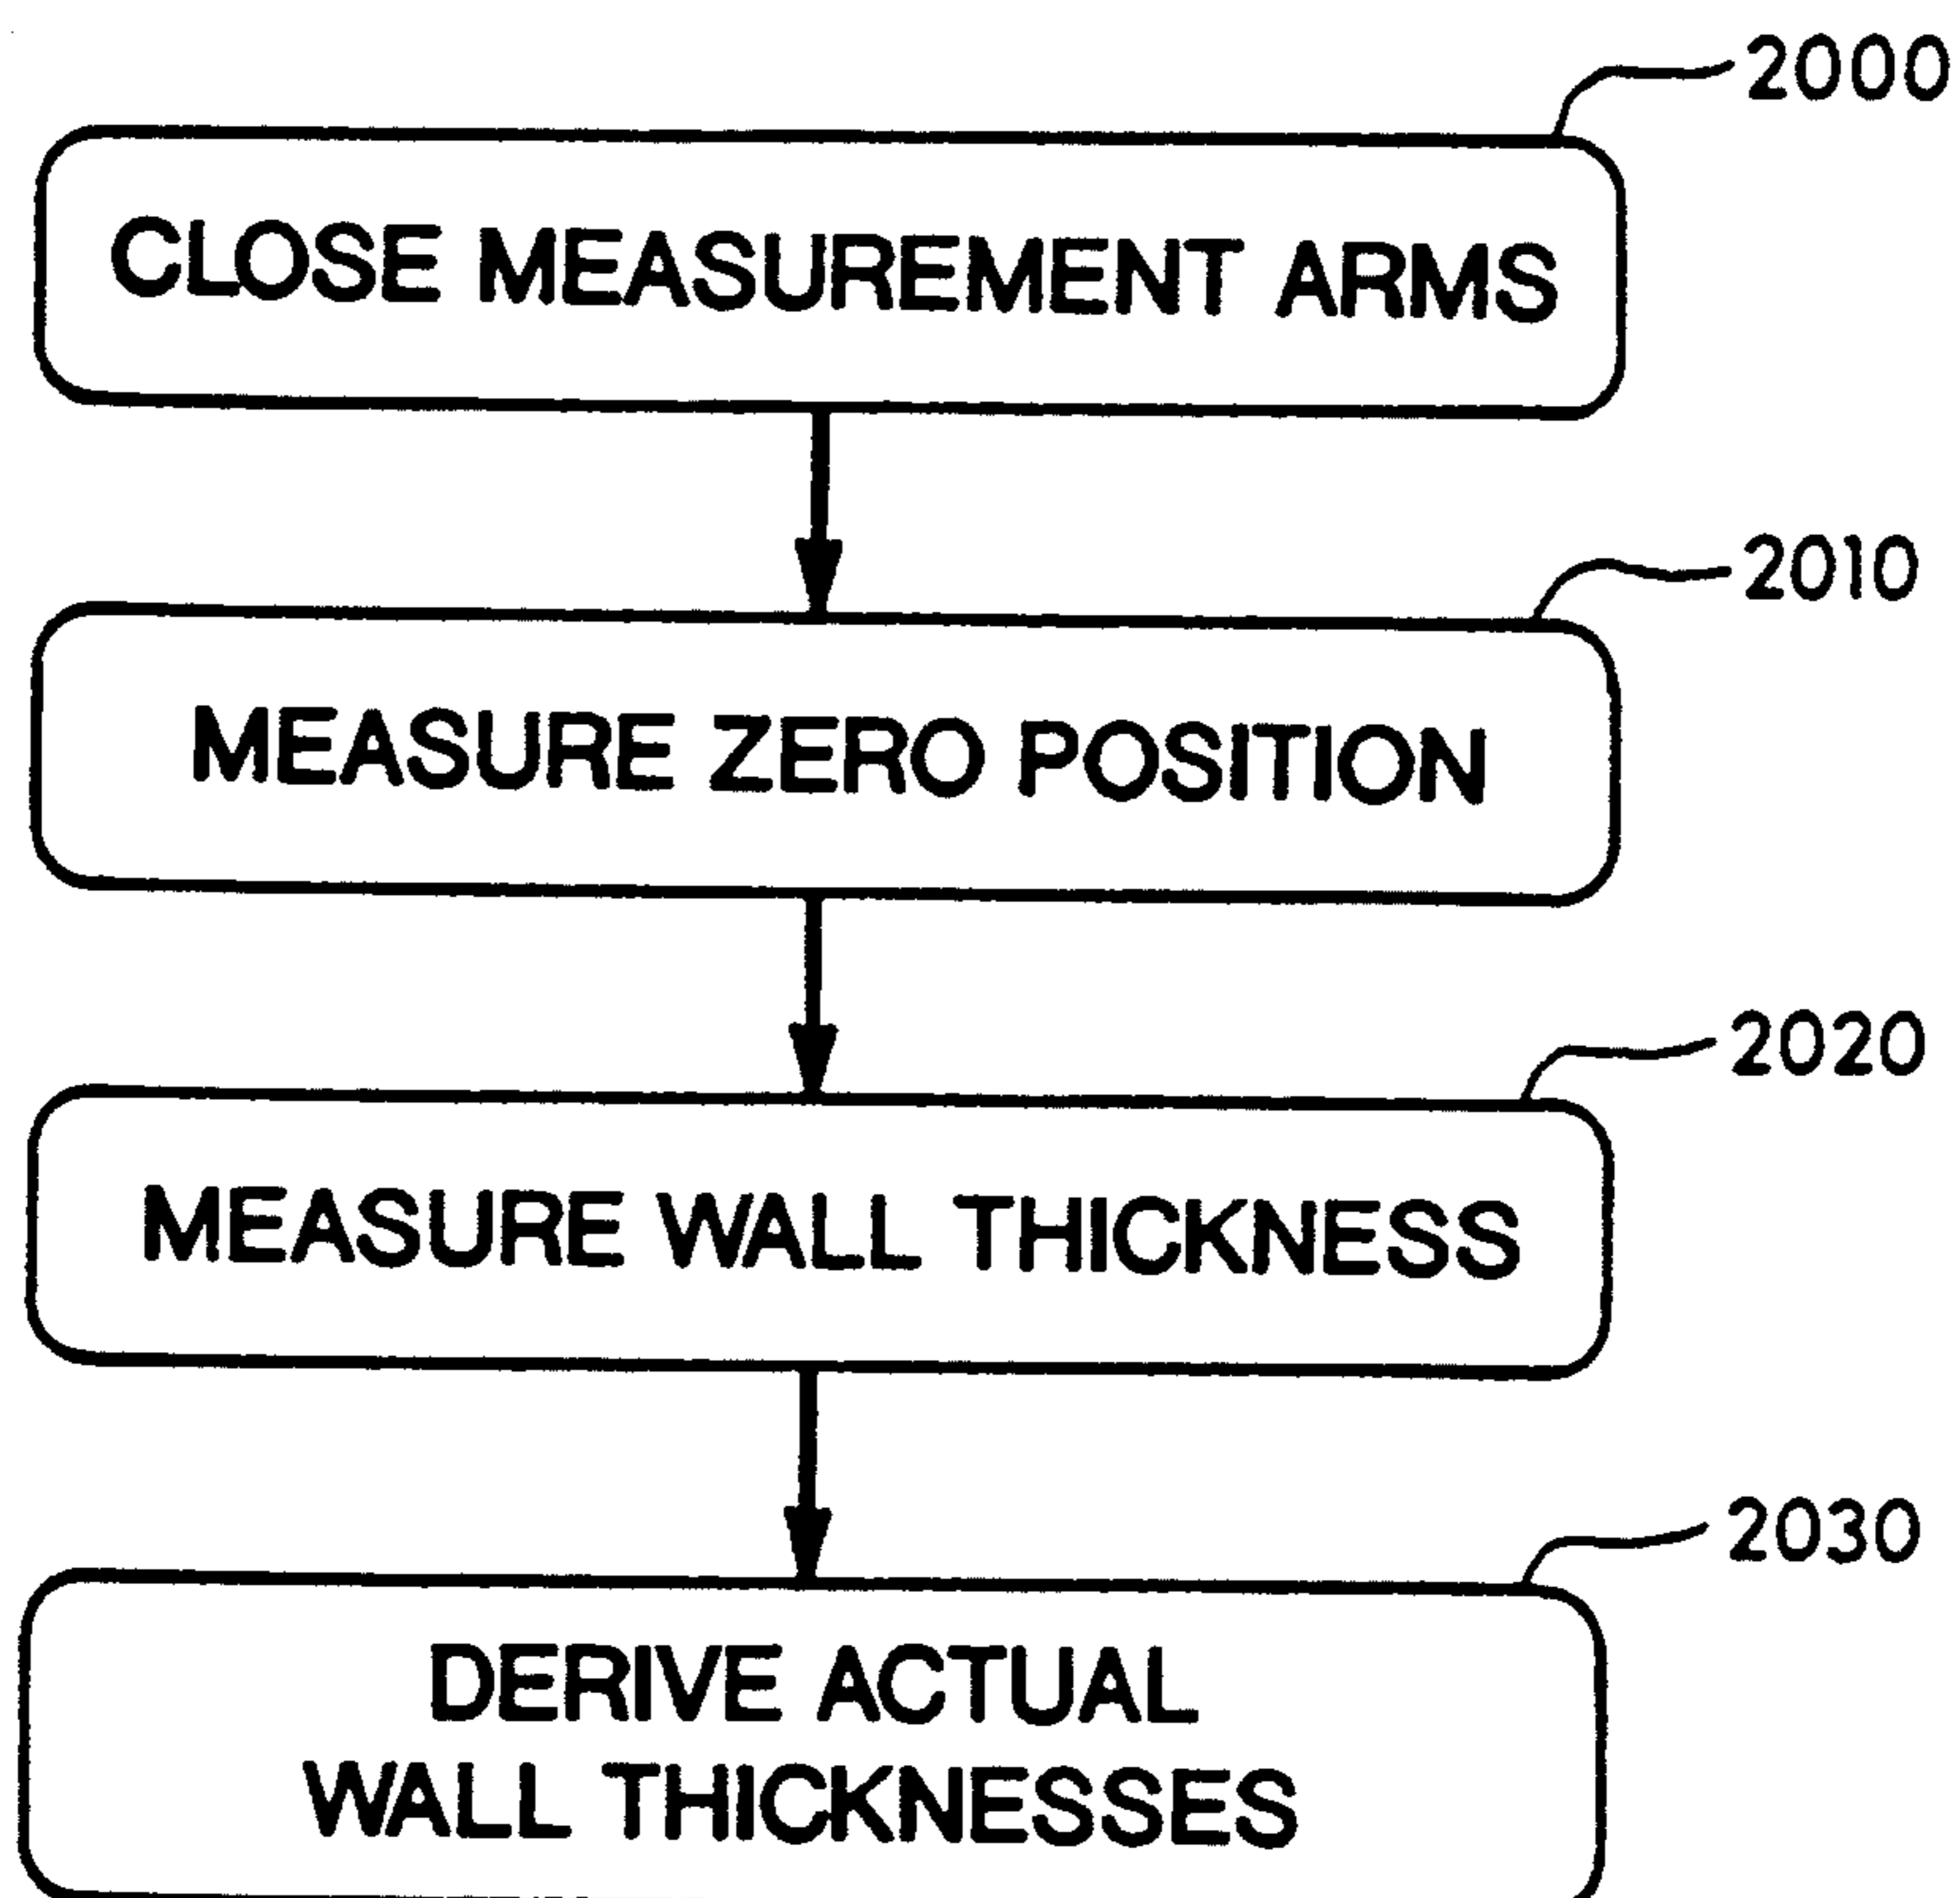 2000
CLOSE MEASUREMENT ARMS
2010
MEASURE ZERO POSITION
2020
MEASURE WALL THICKNESS
2030
DERIVE ACTUAL
WALL THICKNESSES